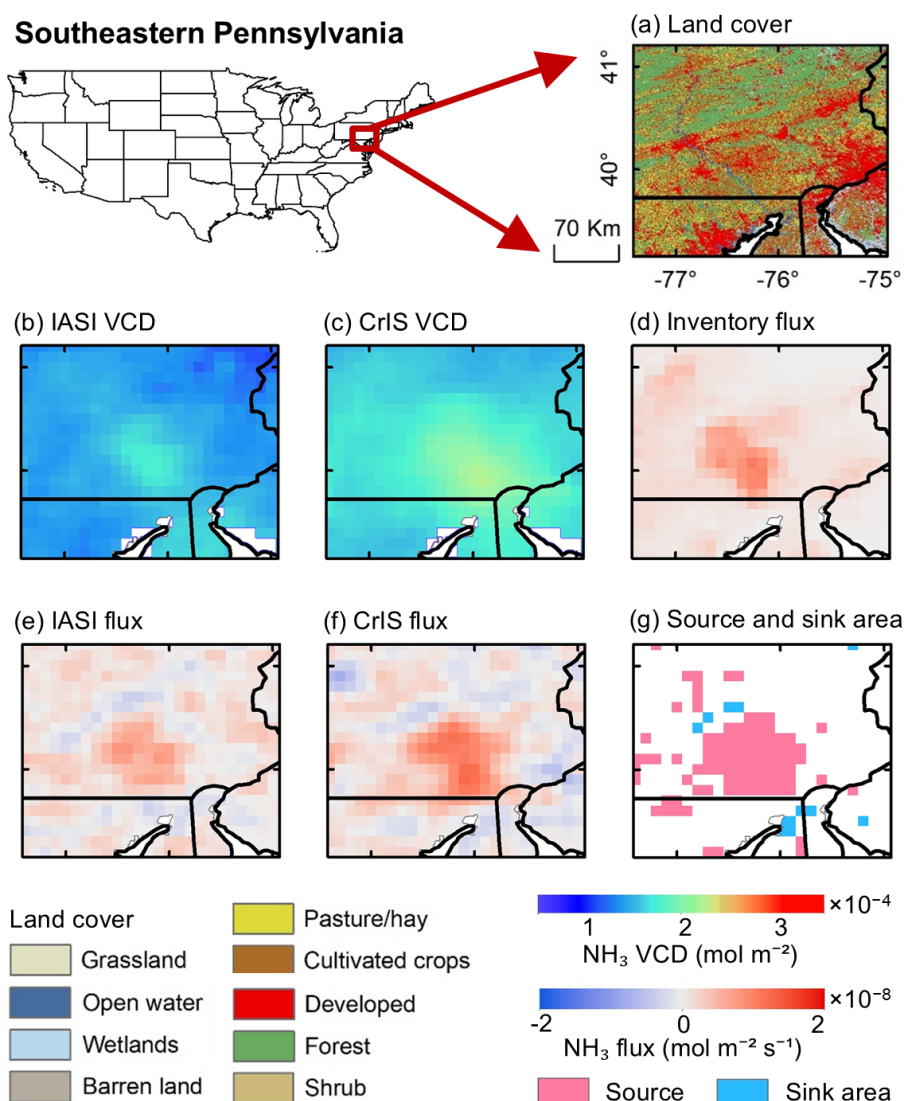 Southeastern Pennsylvania
(a) Land cover
41°
40°
70 Km
-77° -76° -75°
(b) IASI VCD (c) CrIS VCD (d) Inventory flux
(e) IASI flux (f) CrIS flux (g) Source and sink area
Land cover
Grassland
Open water
Wetlands
Barren land
Pasture/hay
Cultivated crops
Developed
Forest
Shrub
×10⁻⁴
1 2 3
NH₃ VCD (mol m⁻²)
×10⁻⁸
-2 0 2
NH₃ flux (mol m⁻² s⁻¹)
Source Sink area